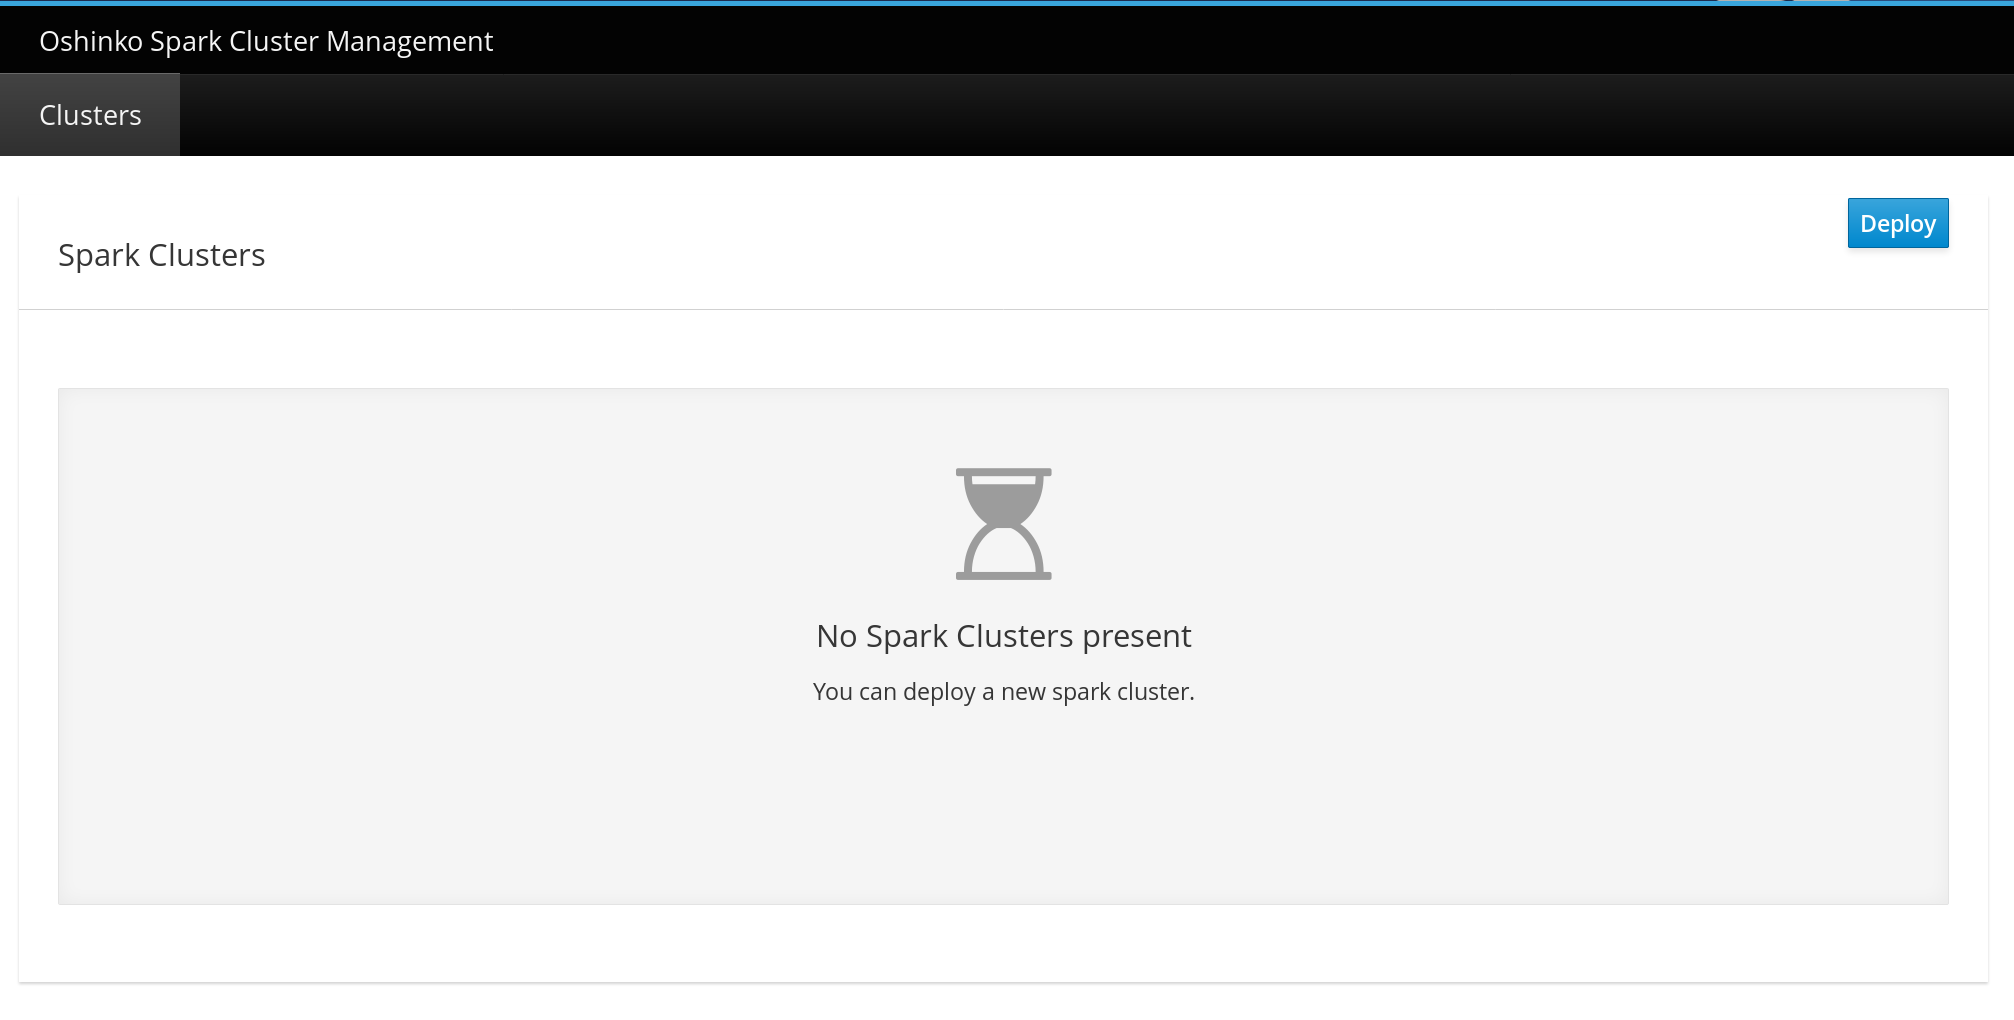 Oshinko Spark Cluster Management
Clusters
Deploy
Spark Clusters
No Spark Clusters present
You can deploy a new spark cluster.